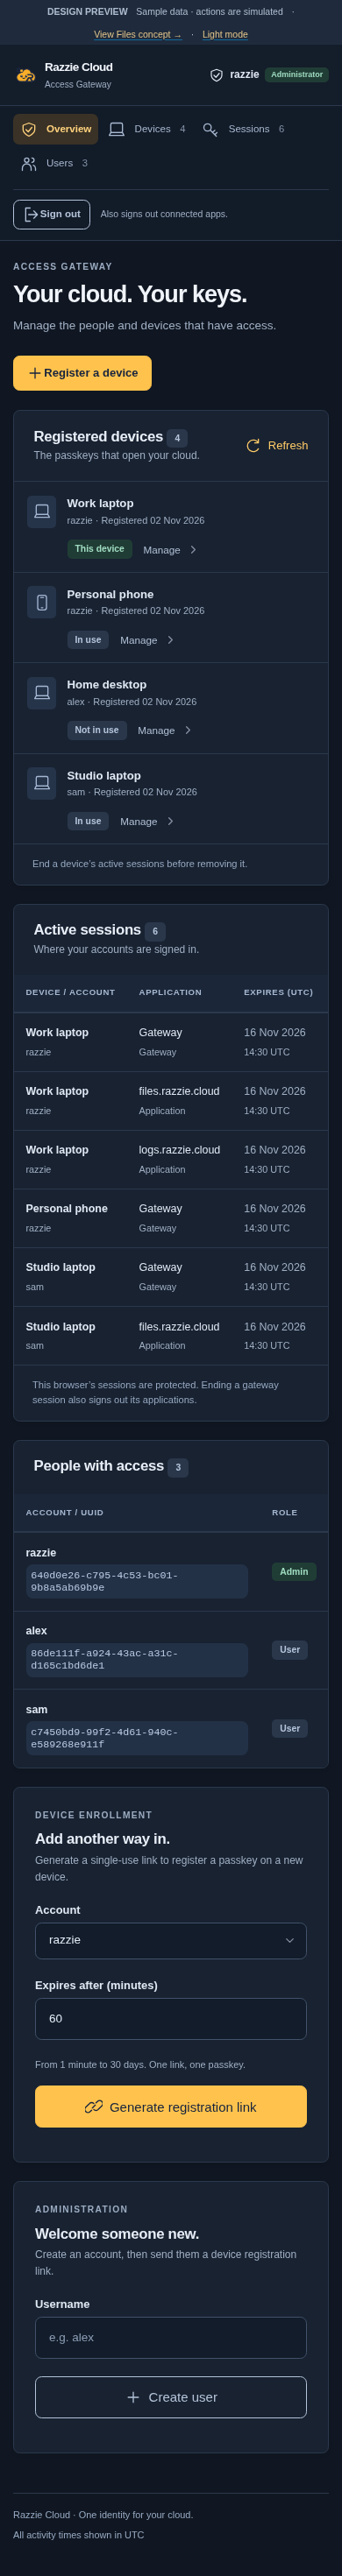 DESIGN PREVIEW Sample data · actions are simulated ·
View Files concept → · Light mode
Razzie Cloud
Access Gateway
razzie Administrator
Overview Devices 4 Sessions 6
Users 3
Sign out Also signs out connected apps.
ACCESS GATEWAY
Your cloud. Your keys.
Manage the people and devices that have access.
Register a device
Registered devices 4
The passkeys that open your cloud.
Refresh
Work laptop
razzie · Registered 02 Nov 2026
This device Manage
Personal phone
razzie · Registered 02 Nov 2026
In use Manage
Home desktop
alex · Registered 02 Nov 2026
Not in use Manage
Studio laptop
sam · Registered 02 Nov 2026
In use Manage
End a device's active sessions before removing it.
Active sessions 6
Where your accounts are signed in.
DEVICE / ACCOUNT APPLICATION EXPIRES (UTC)
Work laptop Gateway 16 Nov 2026
razzie Gateway 14:30 UTC
Work laptop files.razzie.cloud 16 Nov 2026
razzie Application 14:30 UTC
Work laptop logs.razzie.cloud 16 Nov 2026
razzie Application 14:30 UTC
Personal phone Gateway 16 Nov 2026
razzie Gateway 14:30 UTC
Studio laptop Gateway 16 Nov 2026
sam Gateway 14:30 UTC
Studio laptop files.razzie.cloud 16 Nov 2026
sam Application 14:30 UTC
This browser's sessions are protected. Ending a gateway
session also signs out its applications.
People with access 3
ACCOUNT / UUID ROLE
razzie
640d0e26-c795-4c53-bc01-
9b8a5ab69b9e
Admin
alex
86de111f-a924-43ac-a31c-
d165c1bd6de1
User
sam
c7450bd9-99f2-4d61-940c-
e589268e911f
User
DEVICE ENROLLMENT
Add another way in.
Generate a single-use link to register a passkey on a new
device.
Account
razzie
Expires after (minutes)
60
From 1 minute to 30 days. One link, one passkey.
Generate registration link
ADMINISTRATION
Welcome someone new.
Create an account, then send them a device registration
link.
Username
e.g. alex
Create user
Razzie Cloud · One identity for your cloud.
All activity times shown in UTC